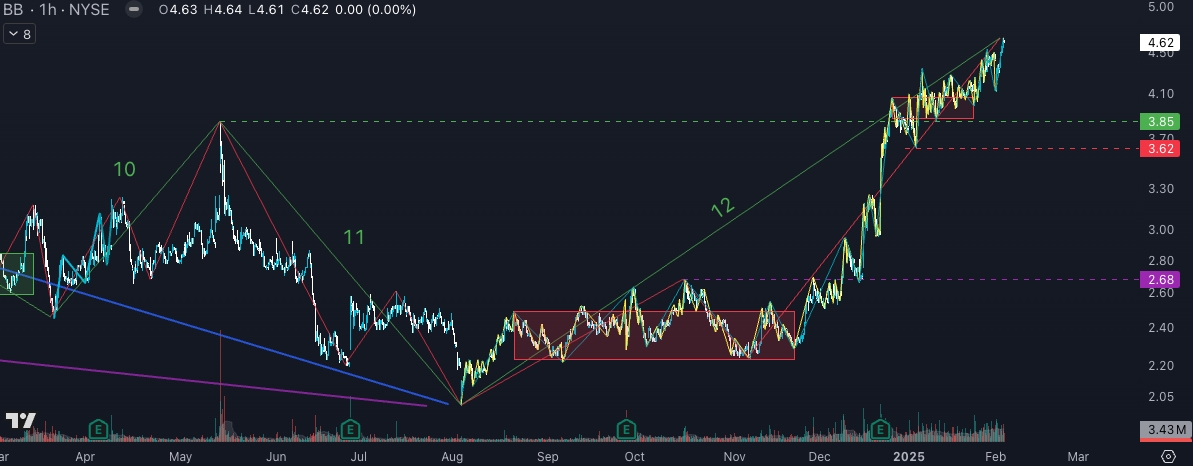 BB · 1h · NYSE O4.63 H4.64 L4.61 C4.62 0.00 (0.00%)
8
5.00
4.62
4.50
4.10
3.85
3.70
3.62
3.30
3.00
2.80
2.68
2.60
2.40
2.20
2.05
3.43 M
10
11
12
E
E
E
E
Apr May Jun Jul Aug Sep Oct Nov Dec 2025 Feb Mar